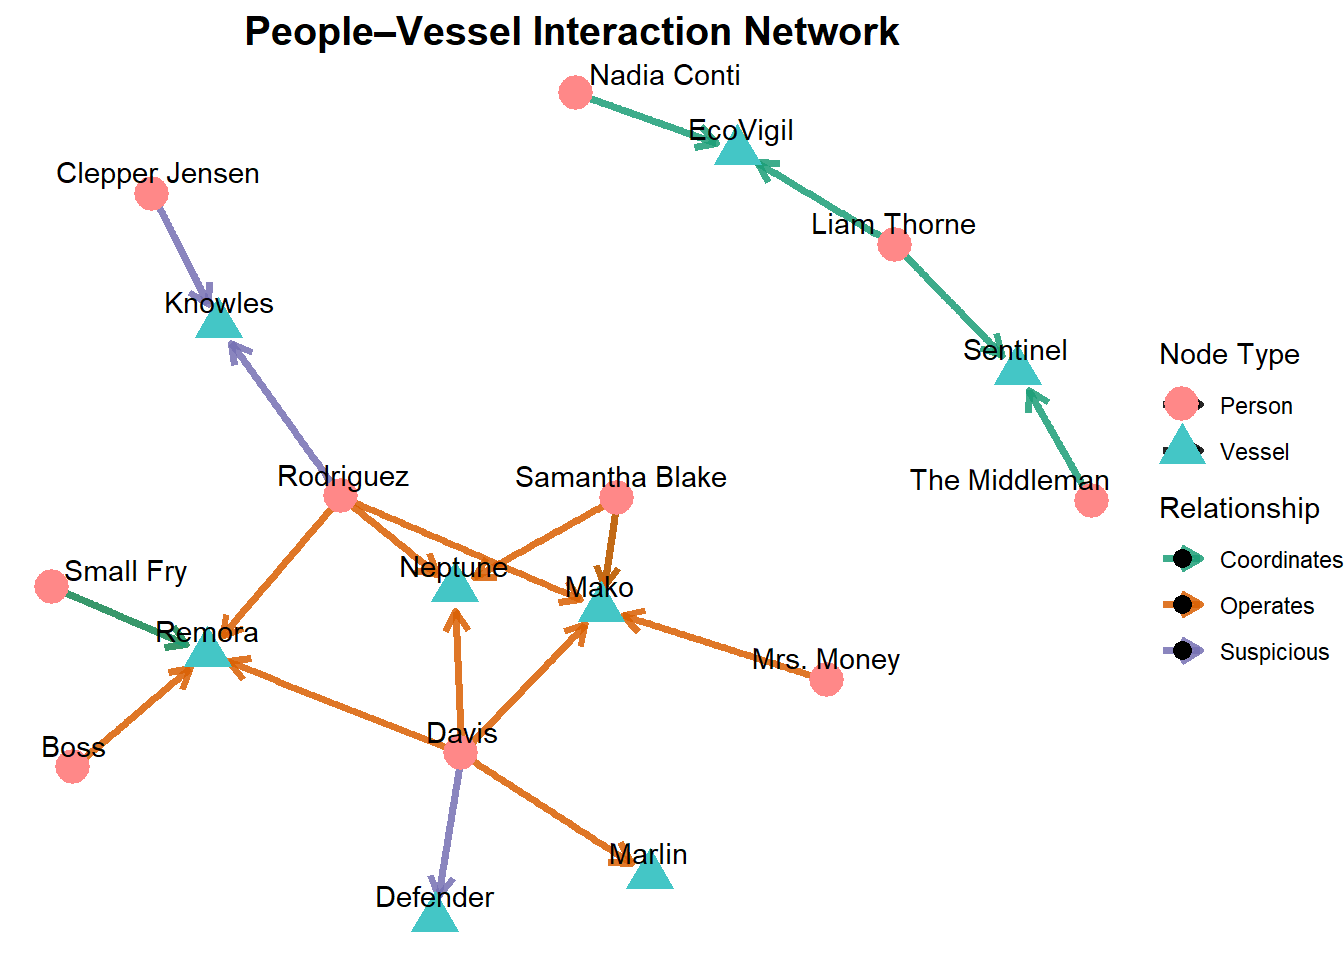 People–Vessel Interaction Network
Nadia Conti
EcoVigil
Clepper Jensen
Liam Thorne
Knowles
Sentinel
Rodriguez
Samantha Blake
The Middleman
Small Fry
Neptune
Mako
Remora
Mrs. Money
Davis
Boss
Marlin
Defender
Node Type
Person
Vessel
Relationship
Coordinates
Operates
Suspicious